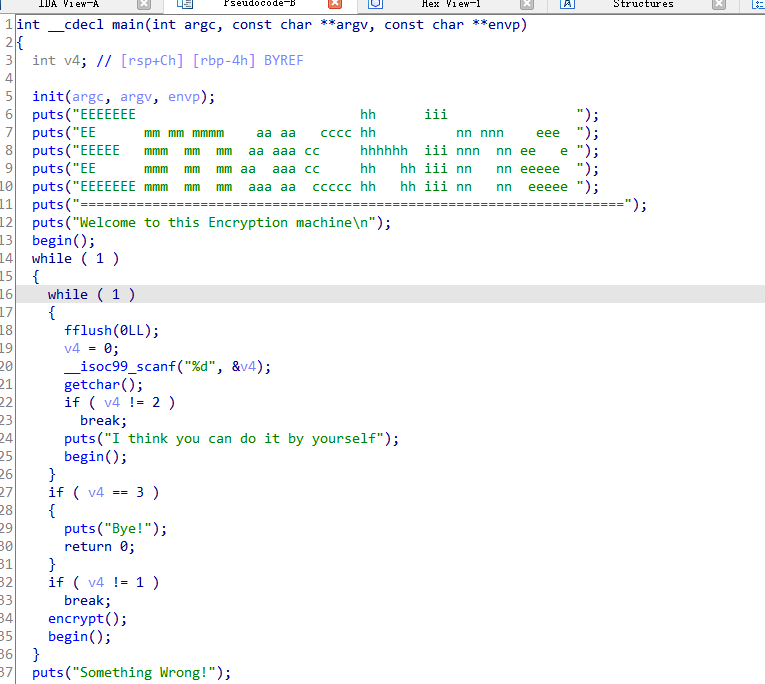 IDA View-A Pseudocode-B Hex View-1 Structures
1 int __cdecl main(int argc, const char **argv, const char **envp)
2 {
3   int v4; // [rsp+Ch] [rbp-4h] BYREF
4
5   init(argc, argv, envp);
6   puts("EEEEEEE                            hh      iii                ");
7   puts("EE      mm mm mmmm    aa aa   cccc hh          nn nnn    eee  ");
8   puts("EEEEE   mmm  mm  mm  aa aaa cc     hhhhhh  iii nnn  nn ee   e ");
9   puts("EE      mmm  mm  mm aa  aaa cc     hh   hh iii nn   nn eeeee  ");
10   puts("EEEEEEE mmm  mm  mm  aaa aa  ccccc hh   hh iii nn   nn  eeeee ");
11   puts("====================================================================");
12   puts("Welcome to this Encryption machine\n");
13   begin();
14   while ( 1 )
15   {
16     while ( 1 )
17     {
18       fflush(0LL);
19       v4 = 0;
20       __isoc99_scanf("%d", &v4);
21       getchar();
22       if ( v4 != 2 )
23         break;
24       puts("I think you can do it by yourself");
25       begin();
26     }
27     if ( v4 == 3 )
28     {
29       puts("Bye!");
30       return 0;
31     }
32     if ( v4 != 1 )
33       break;
34     encrypt();
35     begin();
36   }
37   puts("Something Wrong!");